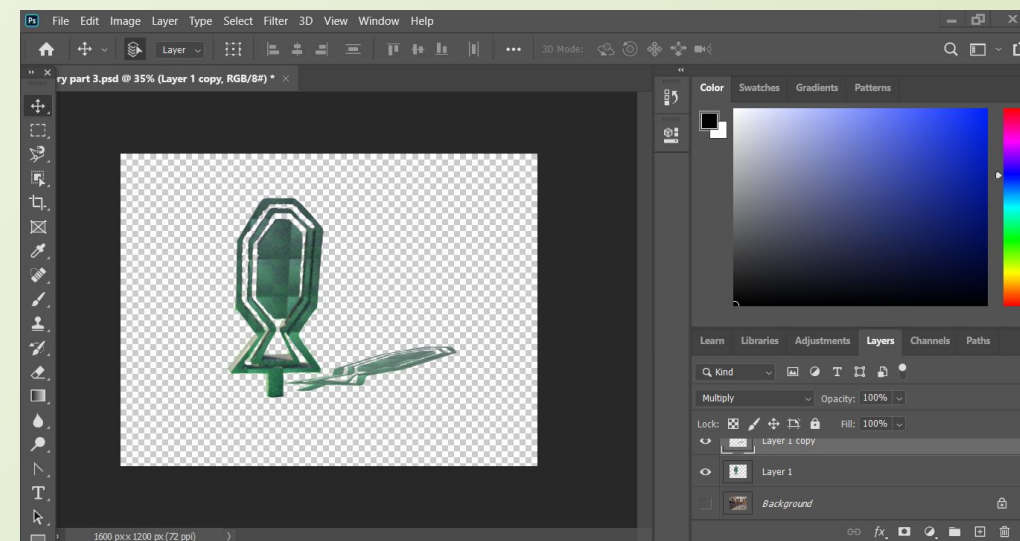 Ps File Edit Image Layer Type Select Filter 3D View Window Help
Layer 3D Mode:
ry part 3.psd @ 35% (Layer 1 copy, RGB/8#) * ×
Color Swatches Gradients Patterns
Learn Libraries Adjustments Layers Channels Paths
Kind T
Multiply Opacity: 100%
Lock: Fill: 100%
Layer 1 copy
Layer 1
Background
fx
T
1600 px x 1200 px (72 ppi)